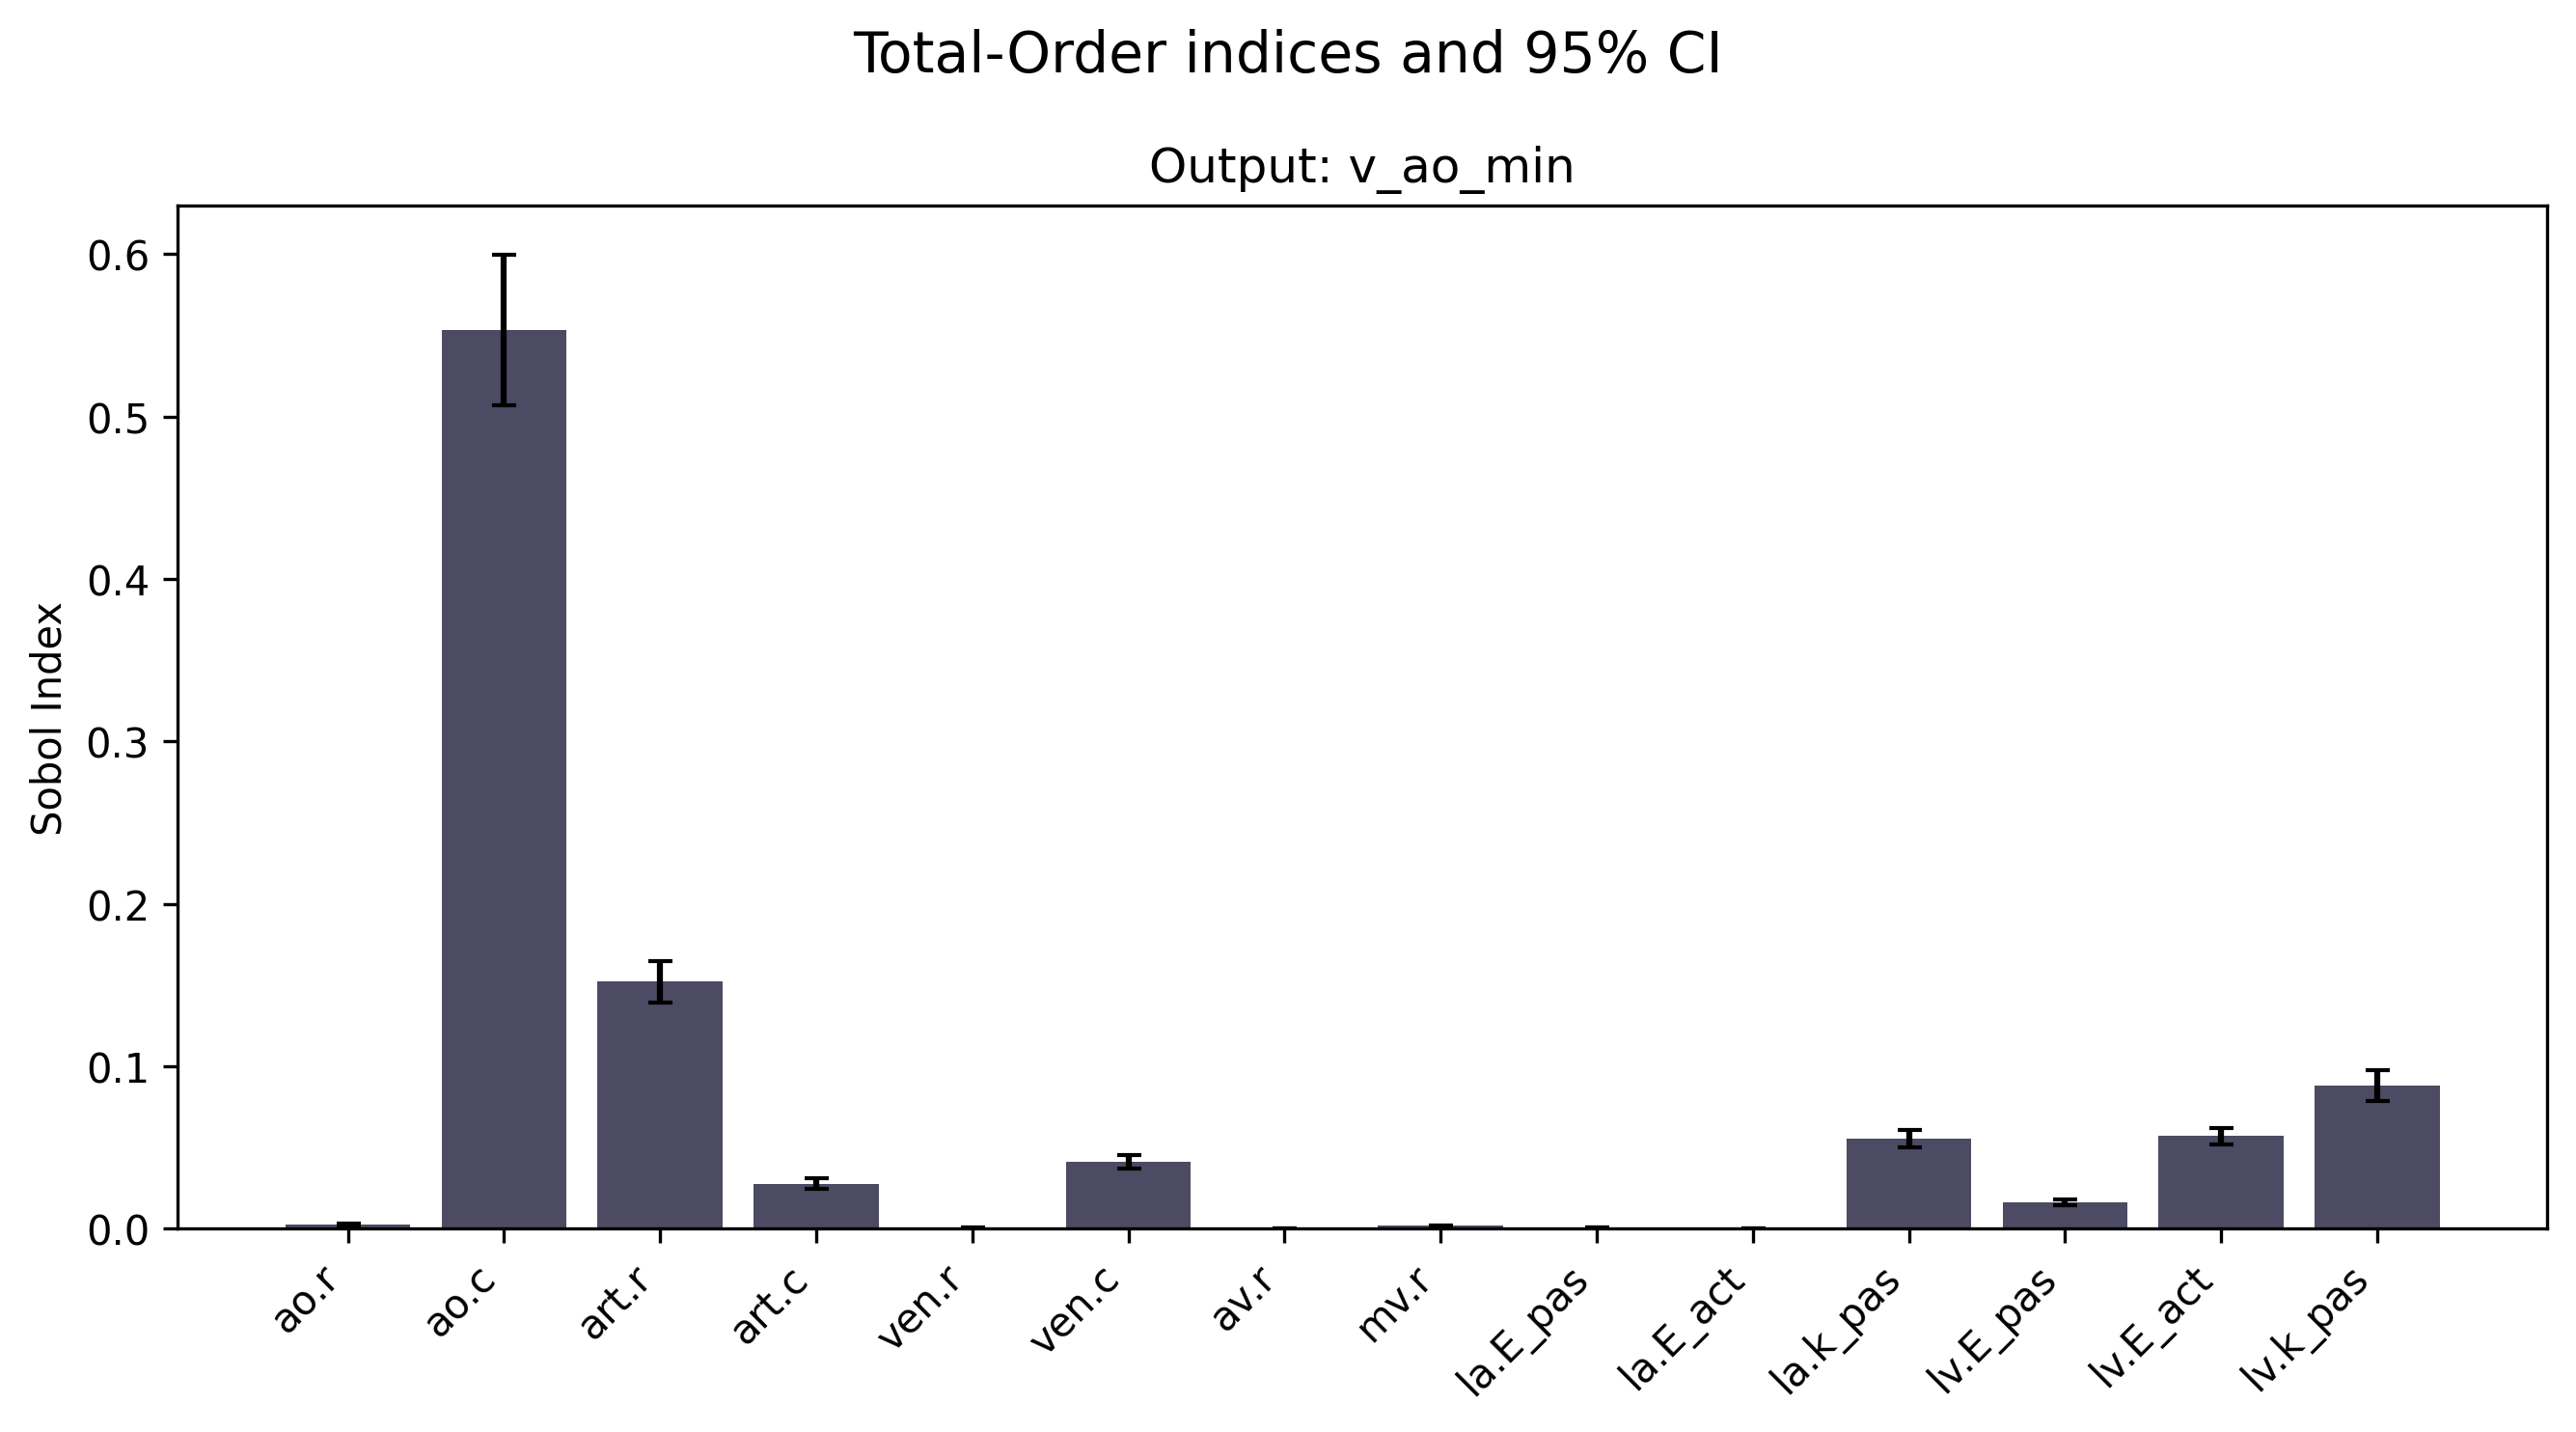 Total-Order indices and 95% CI
Output: v_ao_min
Sobol Index
0.6
0.5
0.4
0.3
0.2
0.1
0.0
ao.r
ao.c
art.r
art.c
ven.r
ven.c
av.r
mv.r
la.E_pas
la.E_act
la.k_pas
lv.E_pas
lv.E_act
lv.k_pas